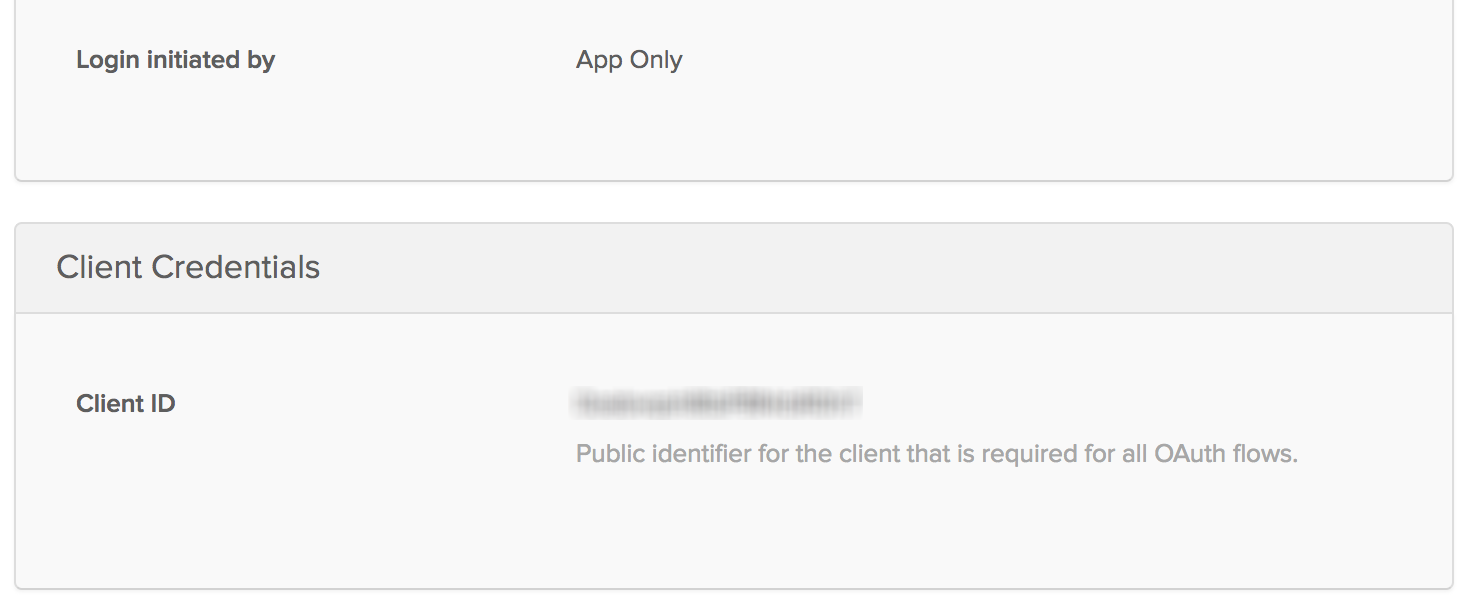 Login initiated by App Only
Client Credentials
Client ID
Public identifier for the client that is required for all OAuth flows.